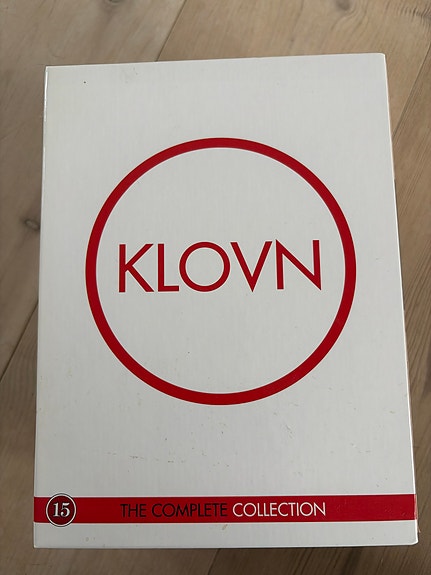 KLOVN
15 THE COMPLETE COLLECTION